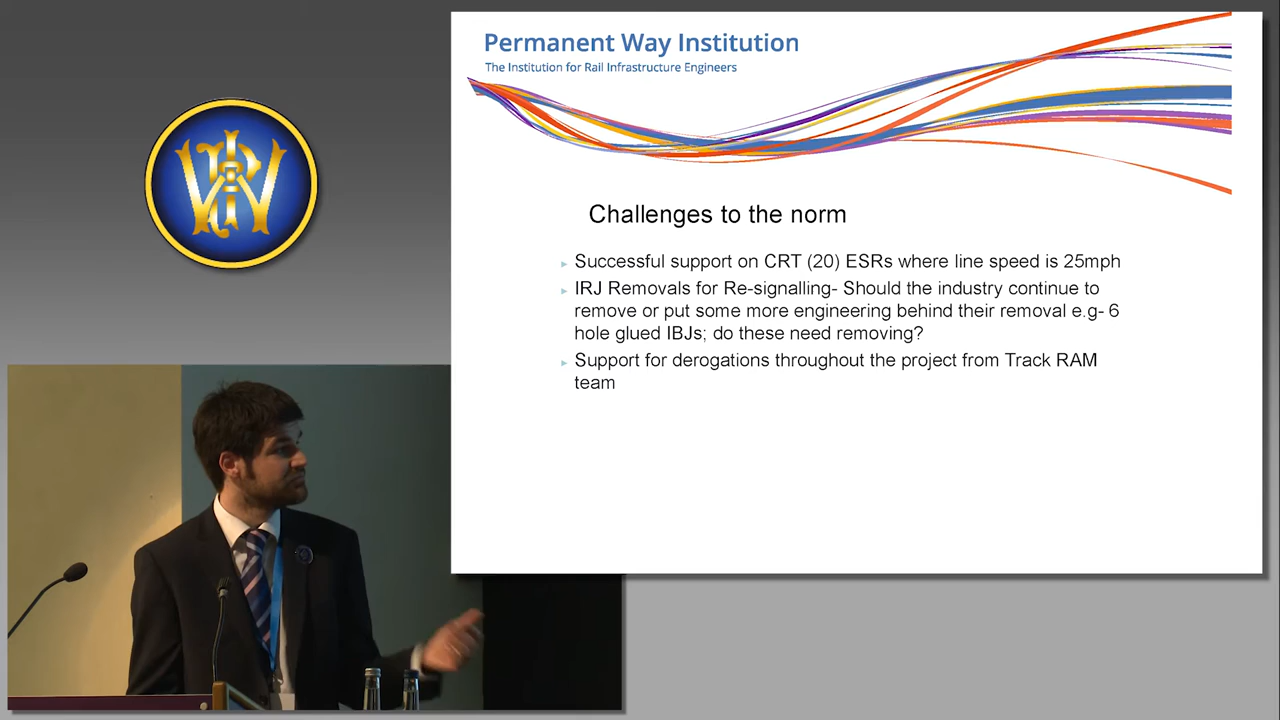 Permanent Way Institution
The Institution for Rail Infrastructure Engineers
Challenges to the norm
Successful support on CRT (20) ESRs where line speed is 25mph
IRJ Removals for Re-signalling- Should the industry continue to
remove or put some more engineering behind their removal e.g- 6
hole glued IBJs; do these need removing?
Support for derogations throughout the project from Track RAM
team
PWI